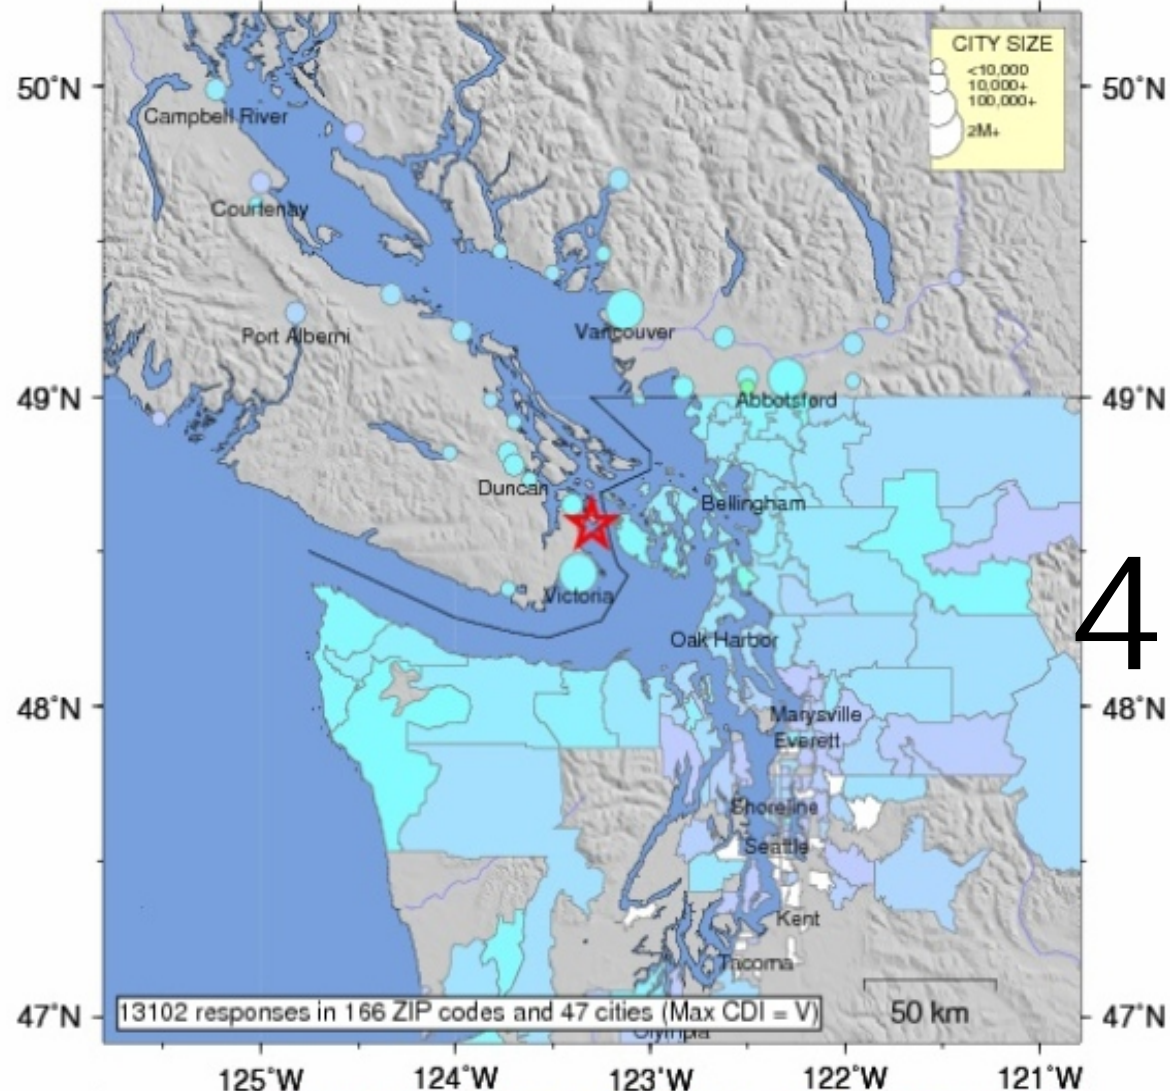 CITY SIZE
<10,000
10,000+
100,000+
2M+
50°N
50°N
Campbell River
Courtenay
Port Alberni
Vancouver
49°N
Abbotsford
49°N
Duncan
Bellingham
Victoria
4
Oak Harbor
48°N
Marysville
48°N
Everett
Shoreline
Seattle
Kent
Tacoma
13102 responses in 166 ZIP codes and 47 cities (Max CDI = V)
50 km
47°N
47°N
Olympia
125°W 124°W 123°W 122°W 121°W